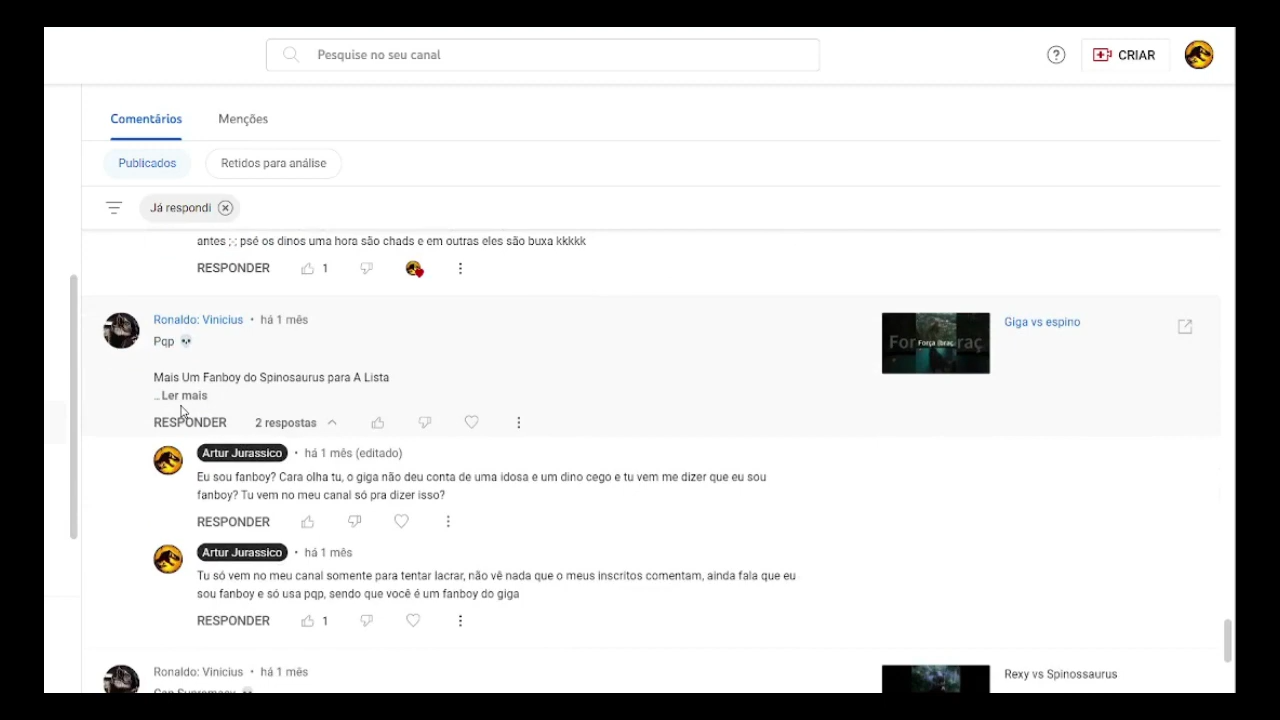 Pesquise no seu canal
CRIAR
Comentários
Menções
Publicados
Retidos para análise
Já respondi
antes ;-; psé os dinos uma hora são chads e em outras eles são buxa kkkkk
RESPONDER
1
Ronaldo: Vinicius • há 1 mês
Giga vs espino
For Força Ibraç raç
Pqp 💀
Mais Um Fanboy do Spinosaurus para A Lista
...Ler mais
RESPONDER
2 respostas
Artur Jurassico • há 1 mês (editado)
Eu sou fanboy? Cara olha tu, o giga não deu conta de uma idosa e um dino cego e tu vem me dizer que eu sou
fanboy? Tu vem no meu canal só pra dizer isso?
RESPONDER
Artur Jurassico • há 1 mês
Tu só vem no meu canal somente para tentar lacrar, não vê nada que o meus inscritos comentam, ainda fala que eu
sou fanboy e só usa pqp, sendo que você é um fanboy do giga
RESPONDER
1
Ronaldo: Vinicius • há 1 mês
Rexy vs Spinossaurus